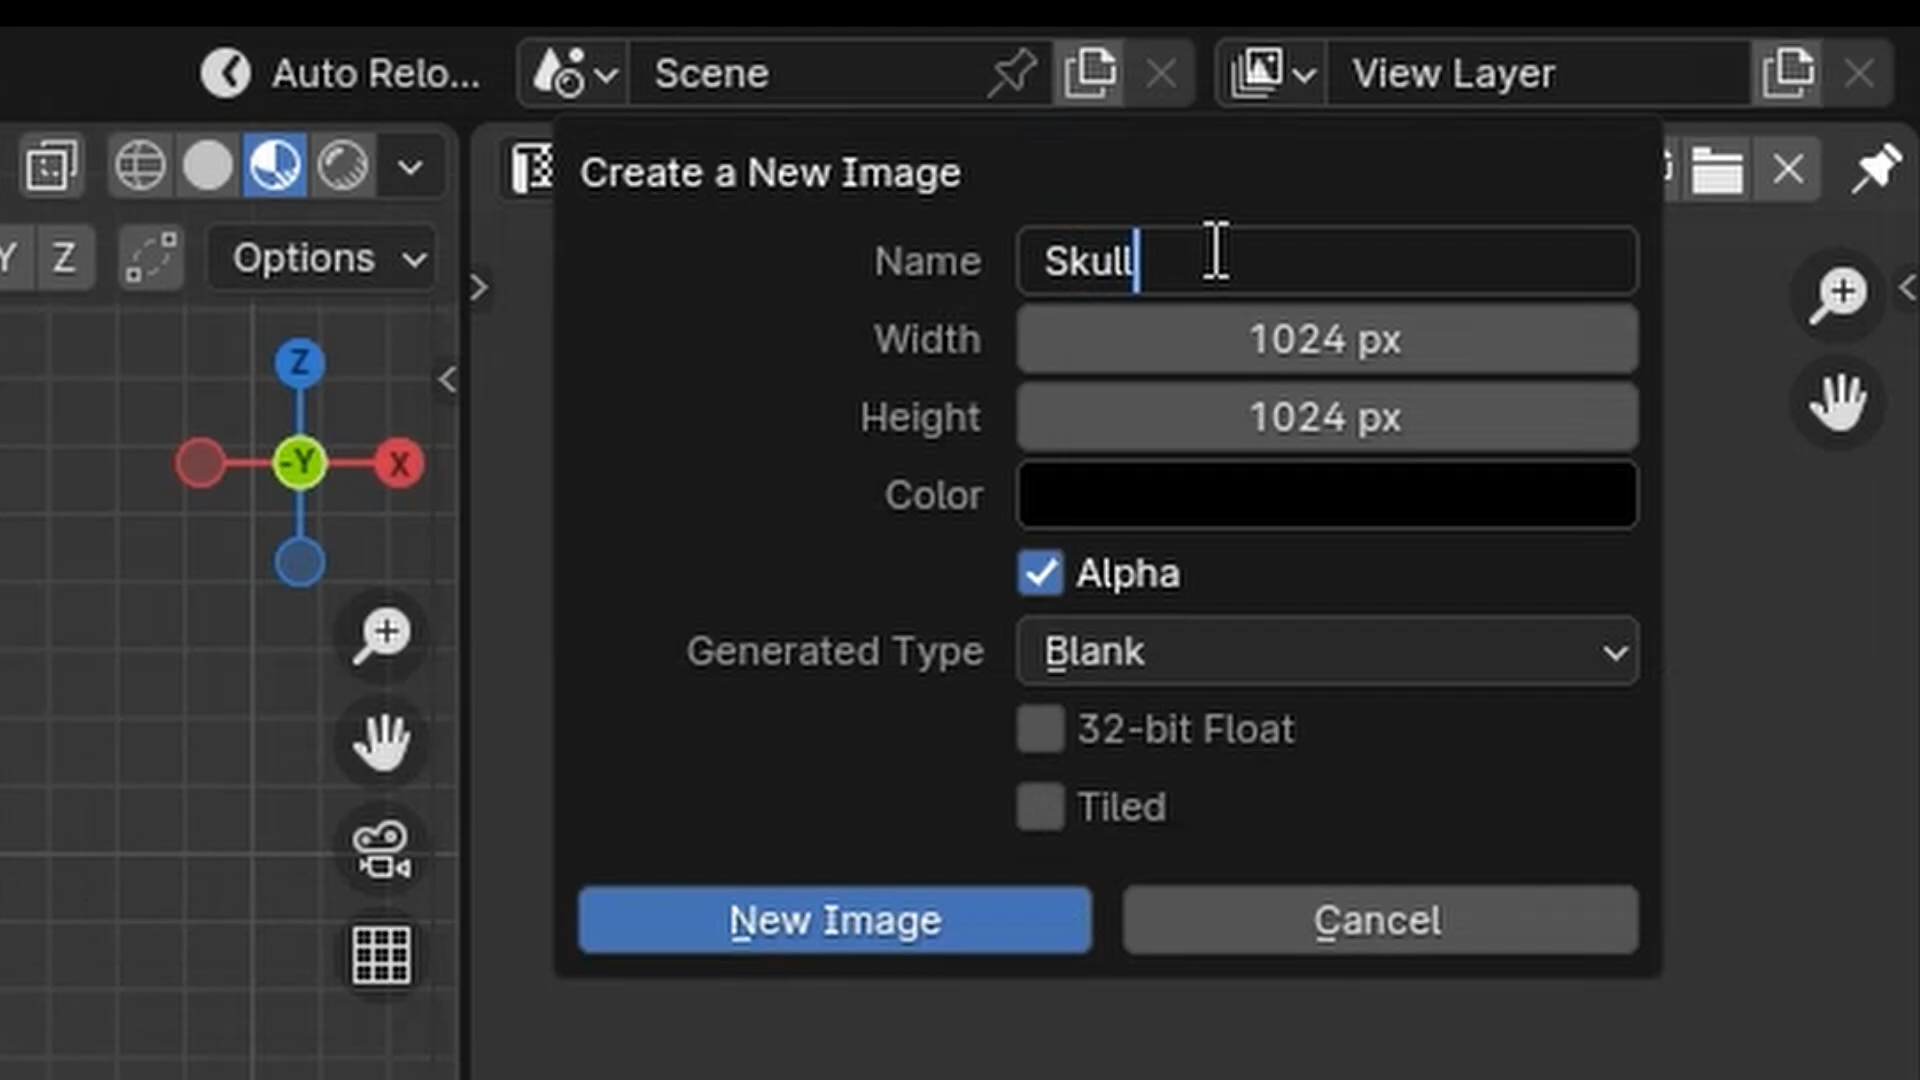 Auto Relo...
Scene
View Layer
Y
Z
Options
Z
-Y
X
Create a New Image
Name
Skull
Width
1024 px
Height
1024 px
Color
Alpha
Generated Type
Blank
32-bit Float
Tiled
New Image
Cancel